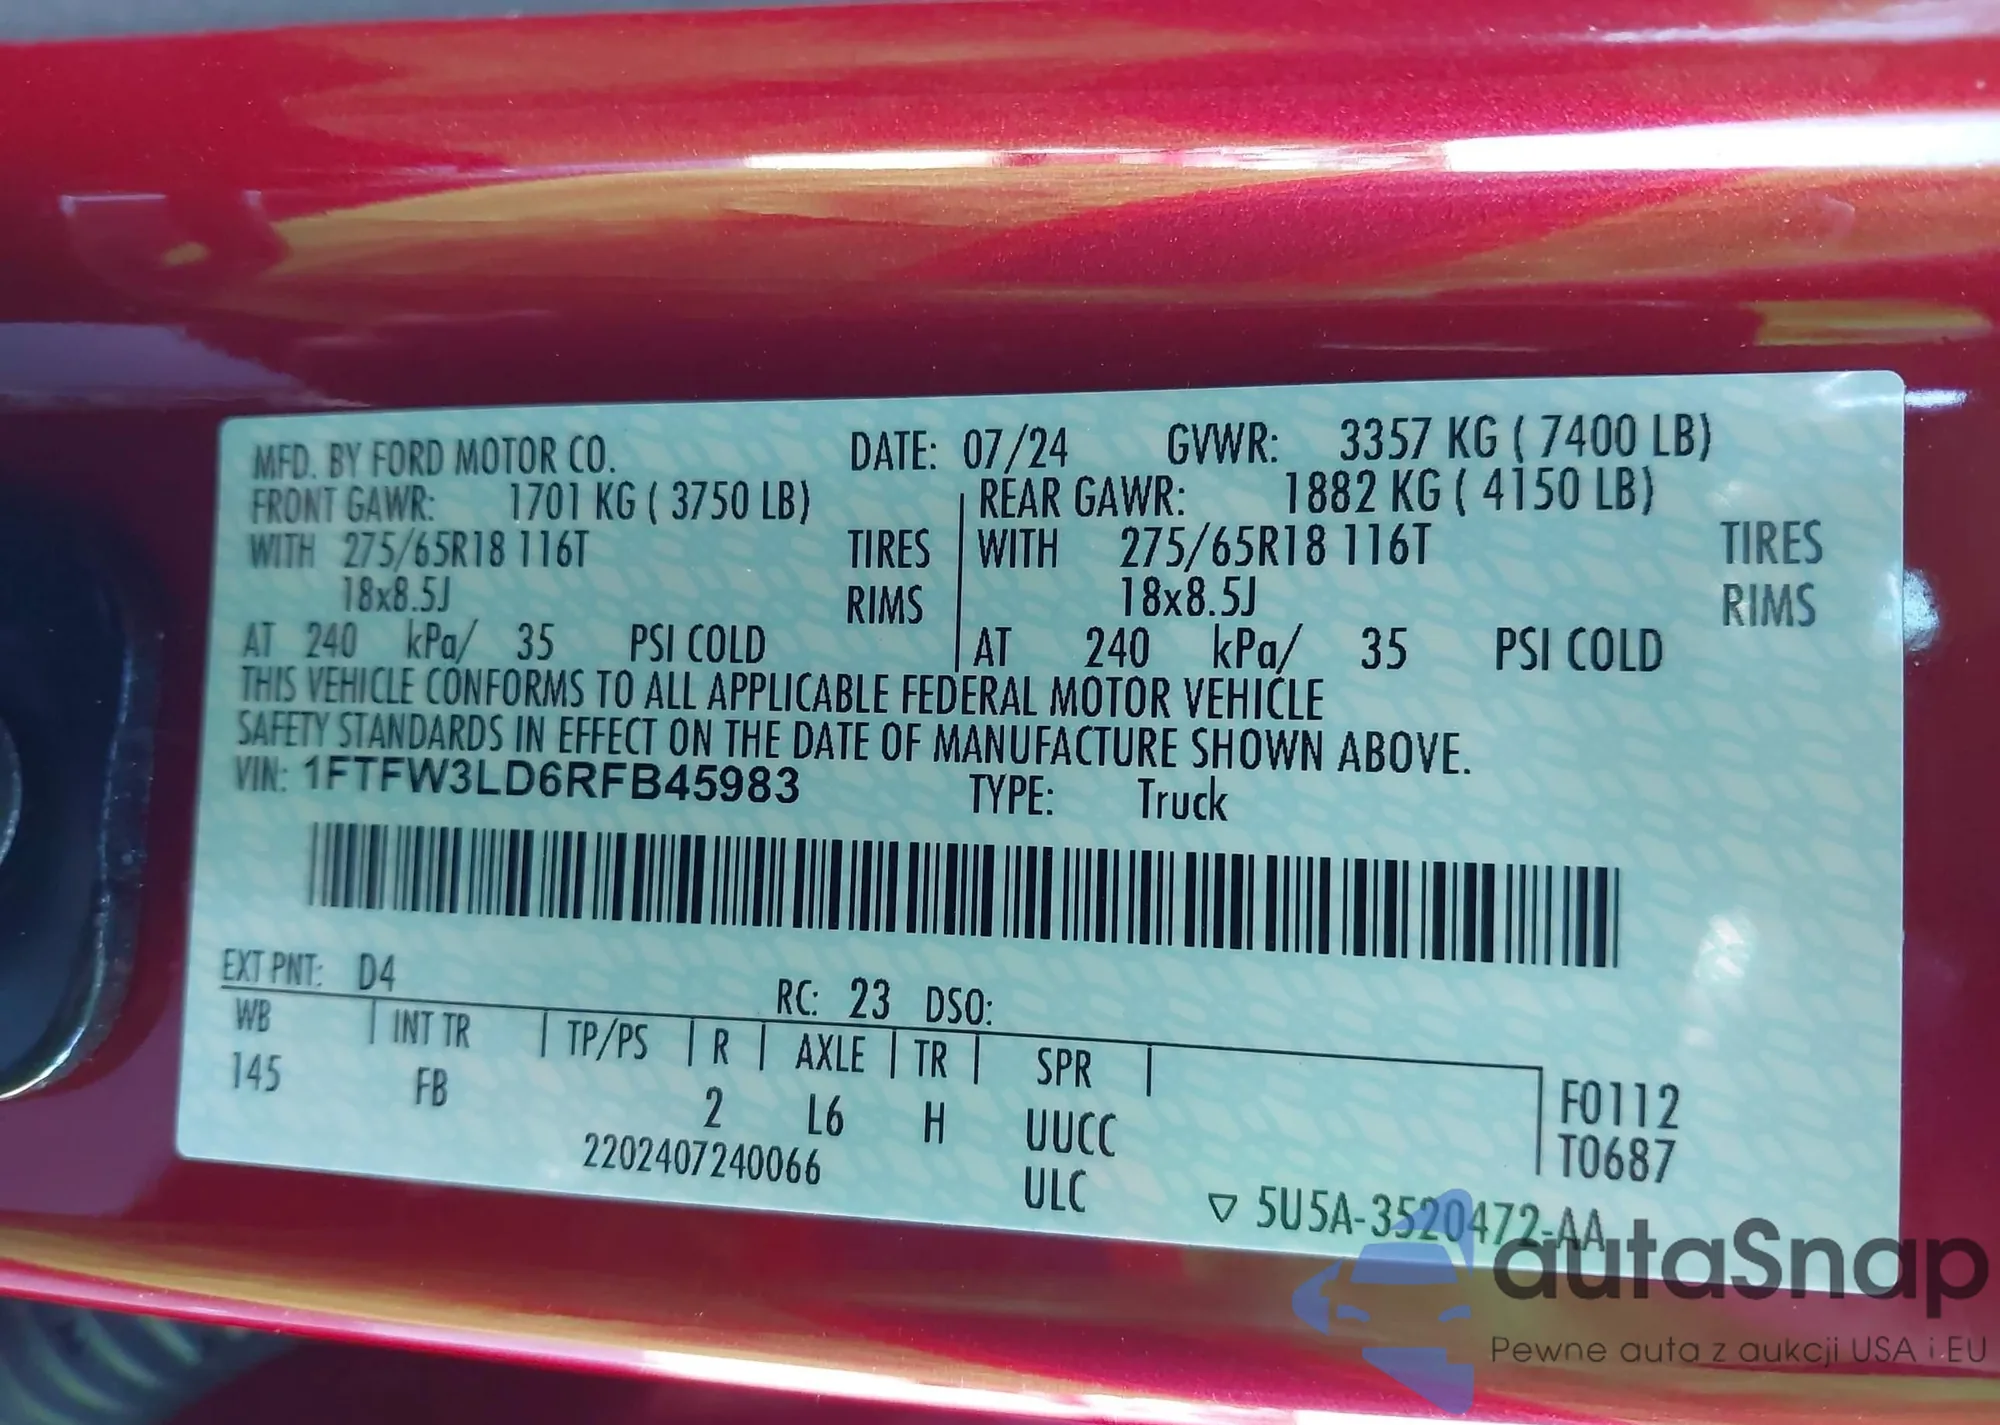 MFD. BY FORD MOTOR CO. DATE: 07/24 GVWR: 3357 KG ( 7400 LB)
FRONT GAWR: 1701 KG ( 3750 LB) REAR GAWR: 1882 KG ( 4150 LB)
WITH 275/65R18 116T TIRES WITH 275/65R18 116T TIRES
18x8.5J RIMS 18x8.5J RIMS
AT 240 kPa/ 35 PSI COLD AT 240 kPa/ 35 PSI COLD
THIS VEHICLE CONFORMS TO ALL APPLICABLE FEDERAL MOTOR VEHICLE
SAFETY STANDARDS IN EFFECT ON THE DATE OF MANUFACTURE SHOWN ABOVE.
VIN: 1FTFW3LD6RFB45983 TYPE: Truck
EXT PNT: D4 RC: 23 DSO:
WB INT TR TP/PS R AXLE TR SPR
145 FB 2 L6 H UUCC F0112
2202407240066 ULC T0687
▽ 5U5A-3520472-AA
autaSnap
Pewne auta z aukcji USA i EU